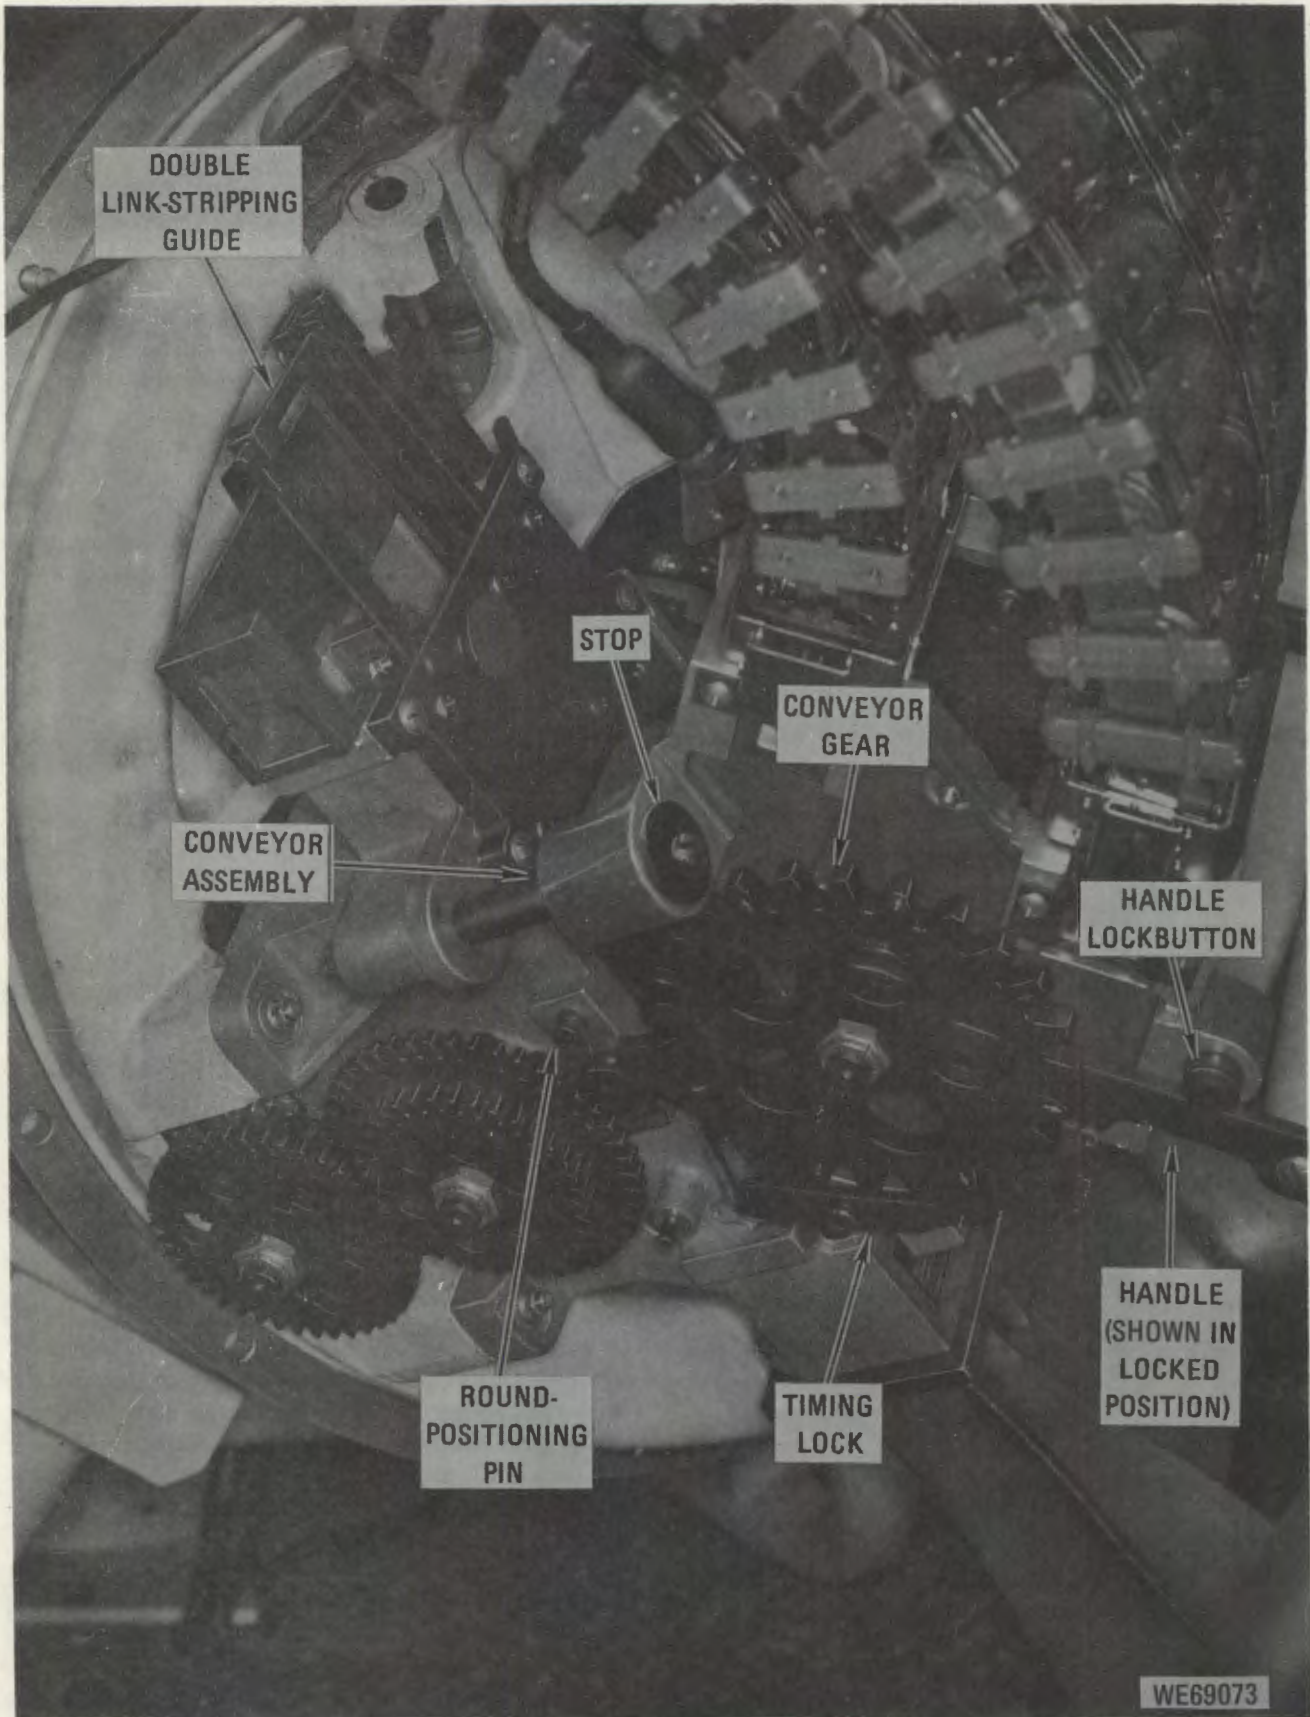 DOUBLE
LINK-STRIPPING
GUIDE
STOP
CONVEYOR
GEAR
CONVEYOR
ASSEMBLY
HANDLE
LOCKBUTTON
HANDLE
(SHOWN IN
LOCKED
POSITION)
ROUND-
POSITIONING
PIN
TIMING
LOCK
WE69073